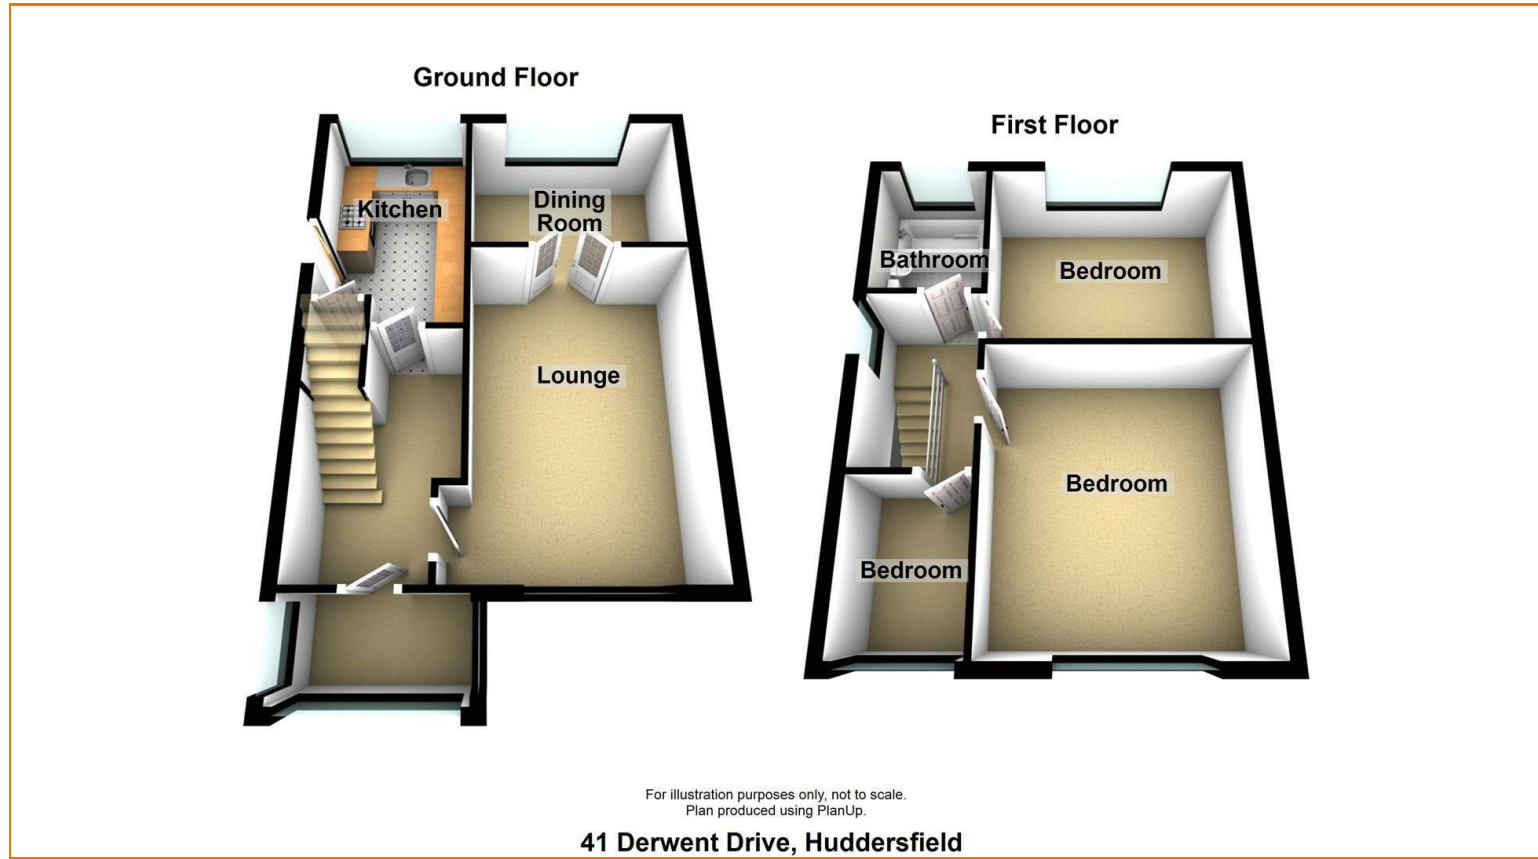 Ground Floor
Kitchen
Dining
Room
Lounge
First Floor
Bathroom
Bedroom
Bedroom
Bedroom
For illustration purposes only, not to scale.
Plan produced using PlanUp.
41 Derwent Drive, Huddersfield